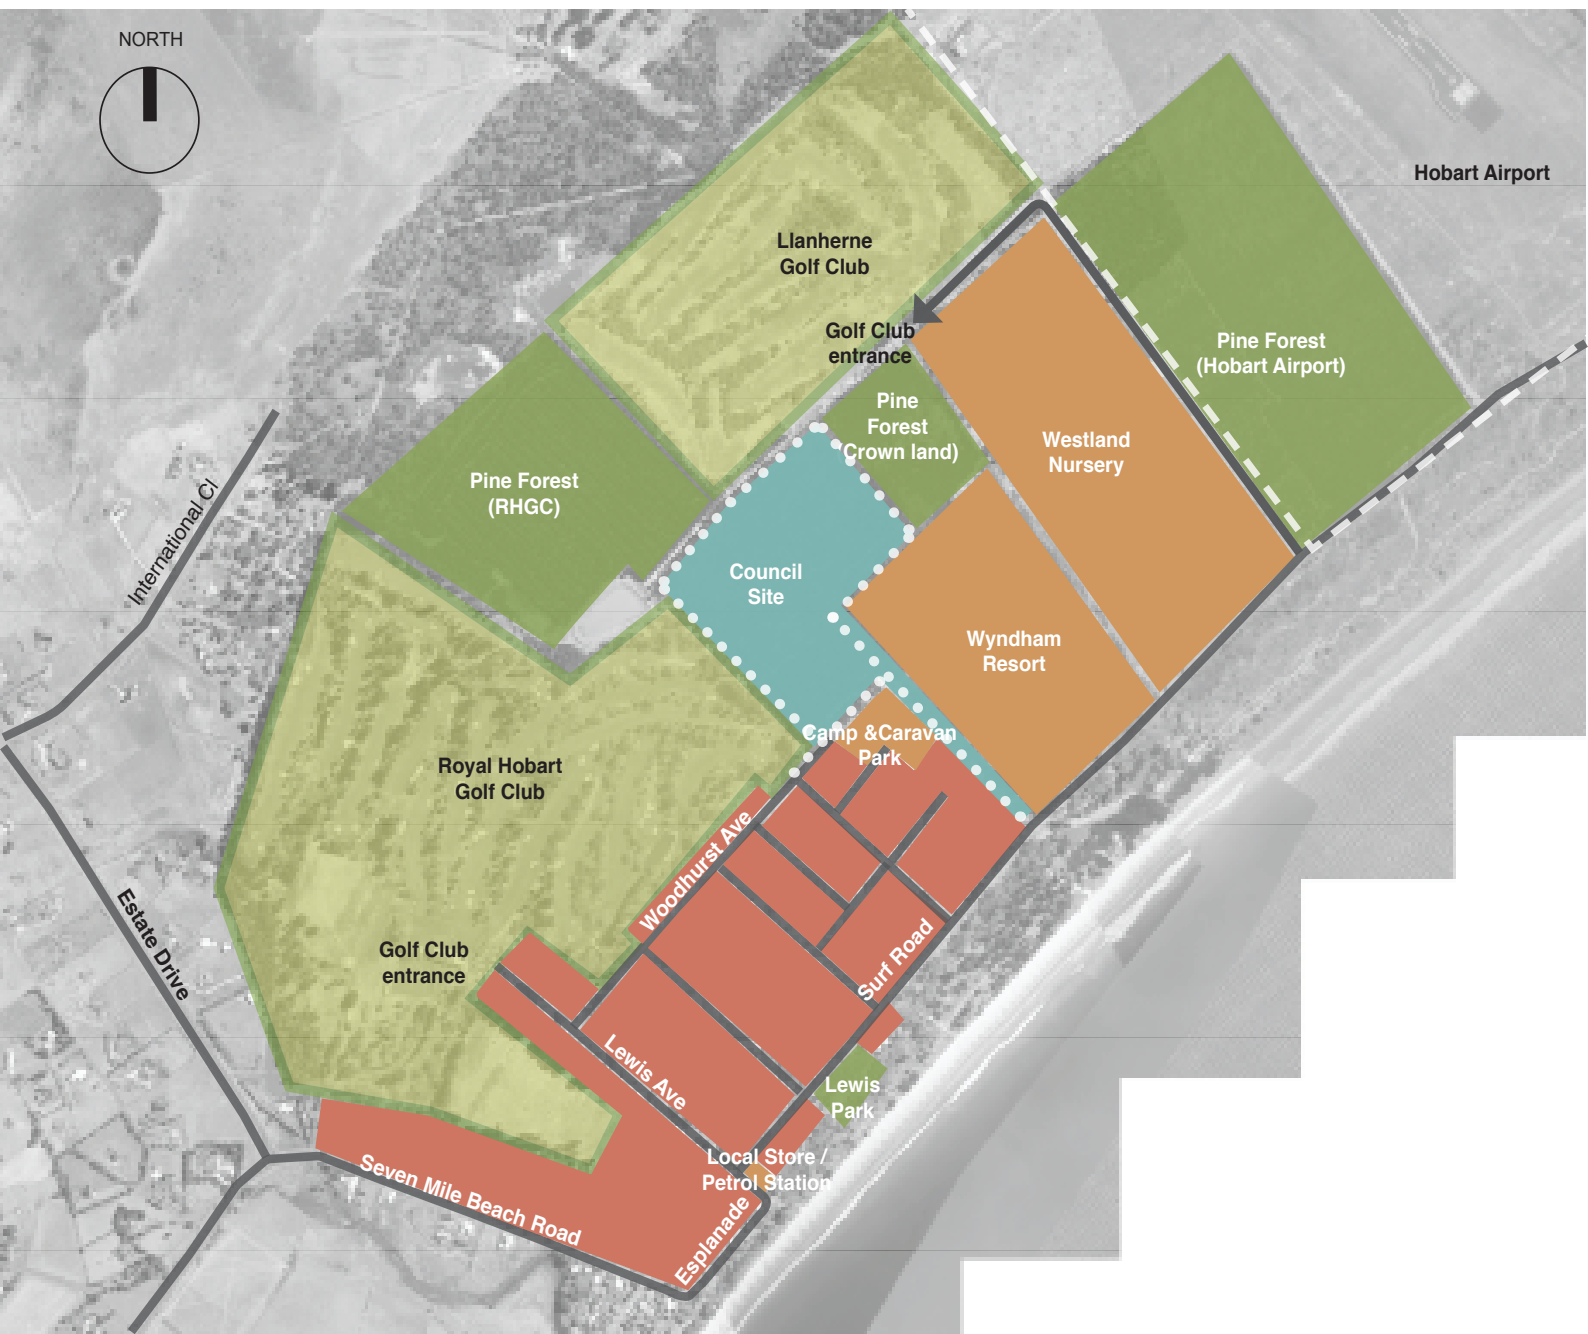 NORTH
Hobart Airport
Llanherne
Golf Club
Golf Club
entrance
Pine Forest
(Hobart Airport)
Pine
Forest
(Crown land)
Westland
Nursery
Pine Forest
(RHGC)
International Cl
Council
Site
Wyndham
Resort
Camp &Caravan
Park
Royal Hobart
Golf Club
Woodhurst Ave
Estate Drive
Golf Club
entrance
Surf Road
Lewis Ave
Lewis
Park
Local Store /
Petrol Station
Seven Mile Beach Road
Esplanade